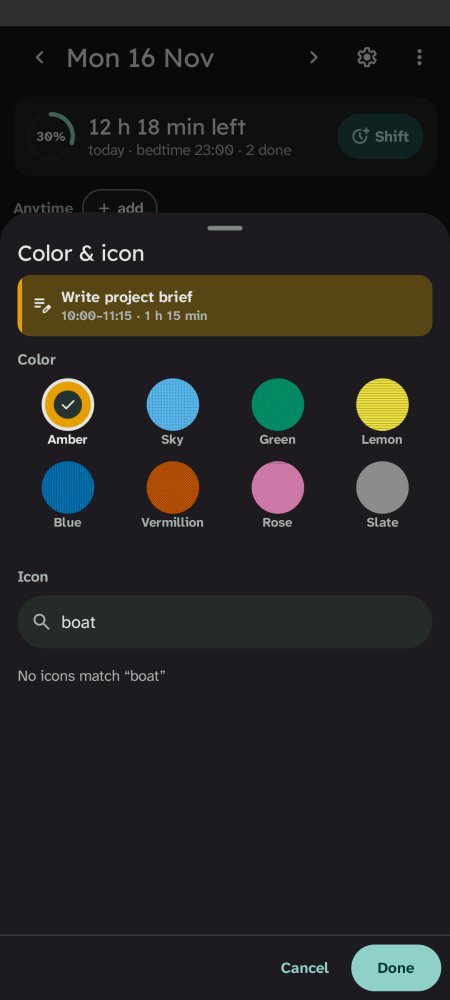 Mon 16 Nov
30%
12 h 18 min left
today · bedtime 23:00 · 2 done
Shift
Anytime
+ add
Color & icon
Write project brief
10:00–11:15 · 1 h 15 min
Color
Amber
Sky
Green
Lemon
Blue
Vermillion
Rose
Slate
Icon
boat
No icons match “boat”
Cancel
Done